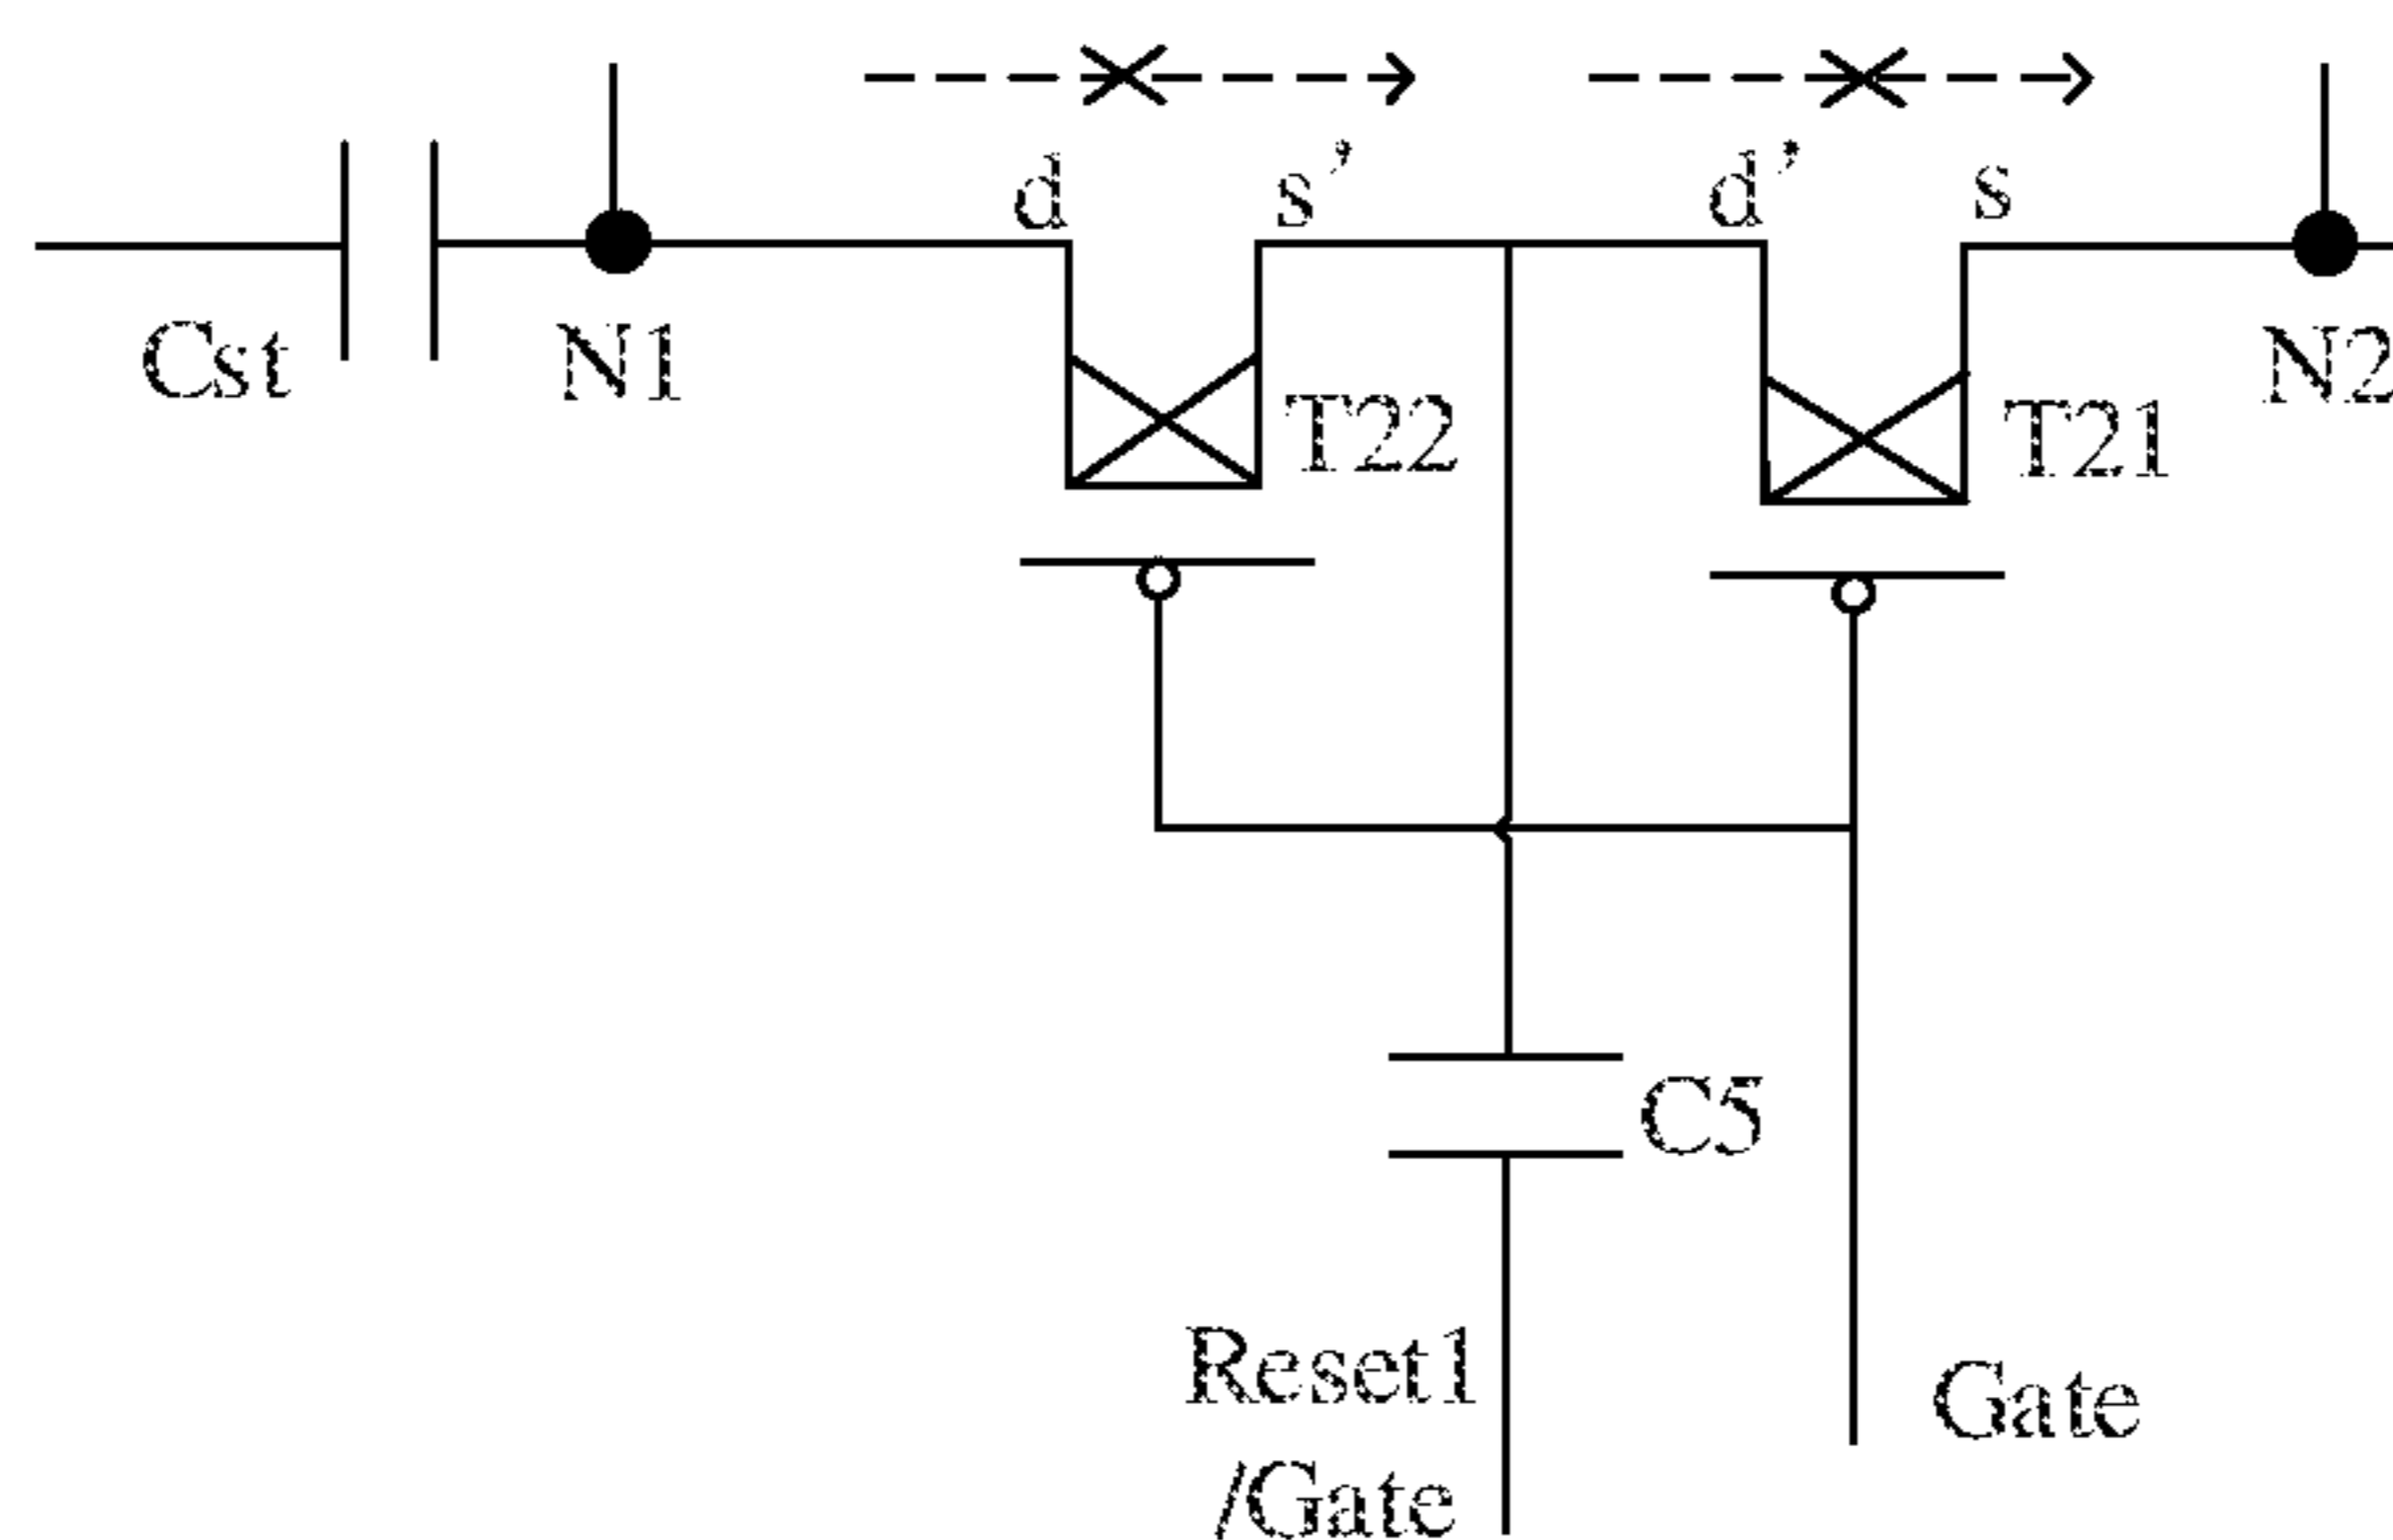 d
s’
d’
s
Cst
N1
T22
T21
N2
C5
Reset1
/Gate
Gate